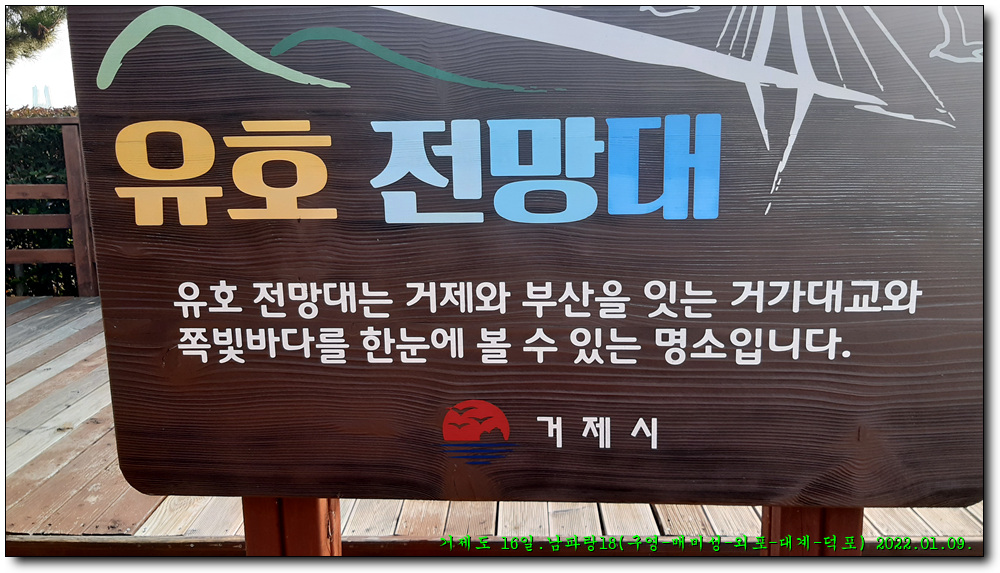 유호 전망대
유호 전망대는 거제와 부산을 잇는 거가대교와
쪽빛바다를 한눈에 볼 수 있는 명소입니다.
거제시
거제도 16일.남파랑18(구영-매미성-외포-대계-덕포) 2022.01.09.